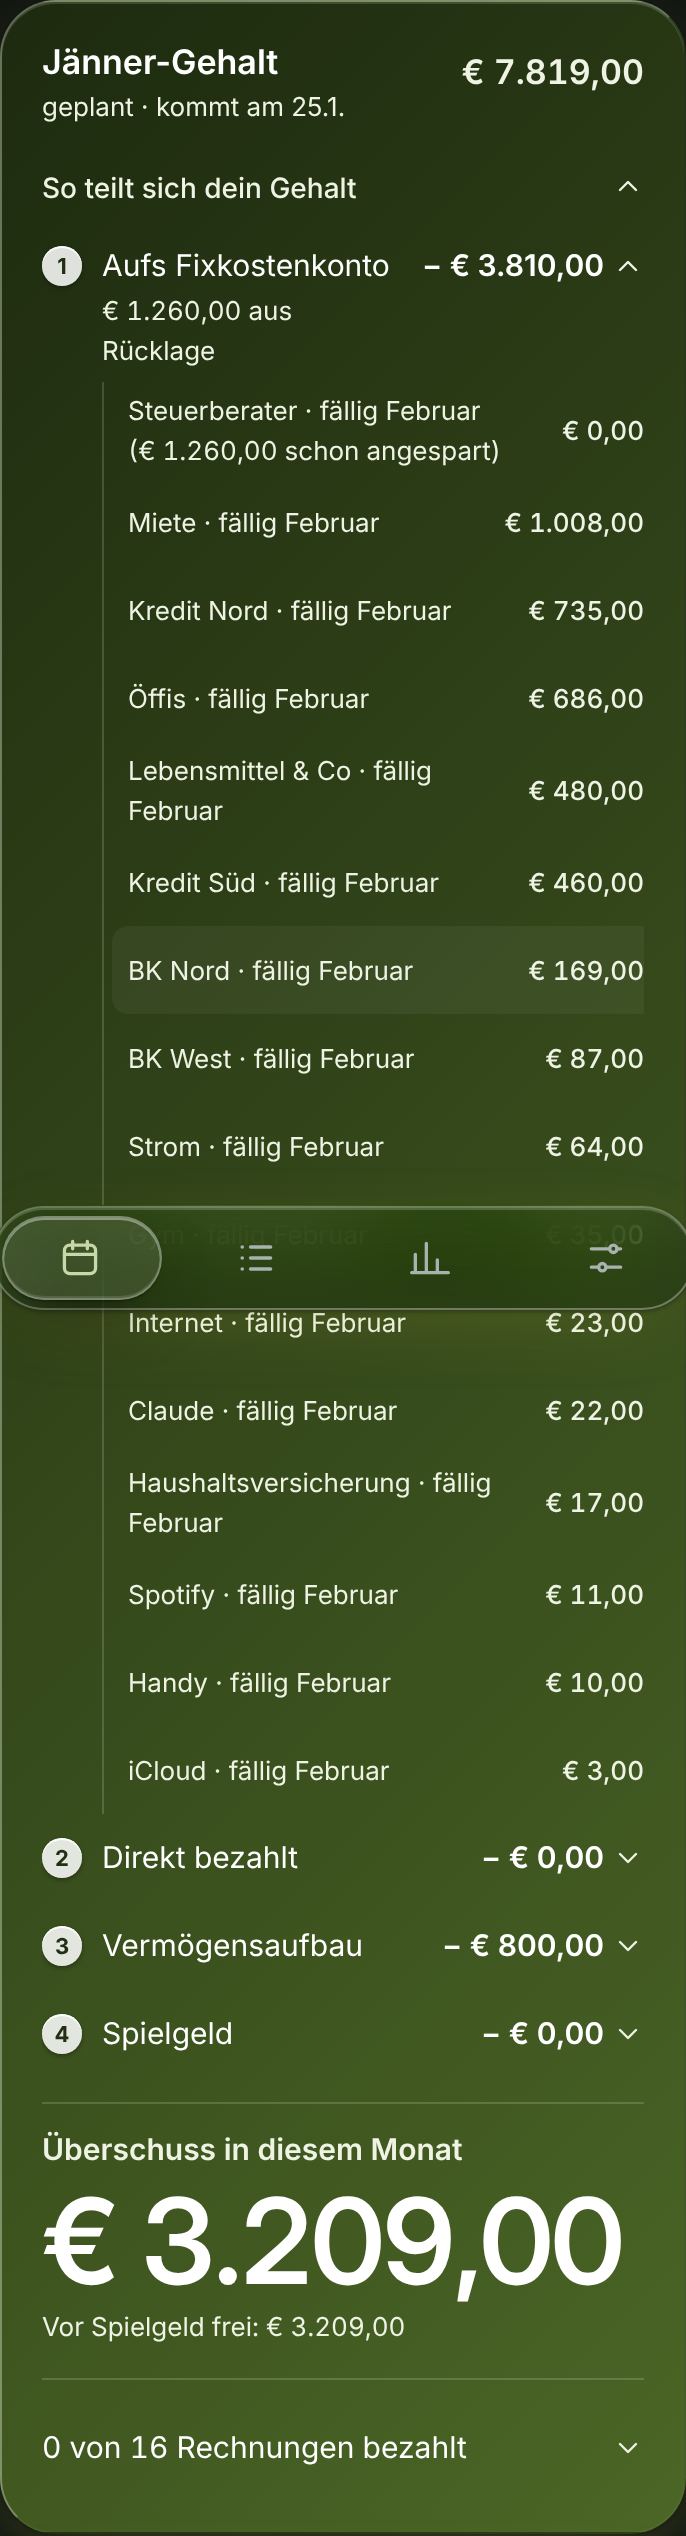 Jänner-Gehalt
€ 7.819,00
geplant · kommt am 25.1.
So teilt sich dein Gehalt
1 Aufs Fixkostenkonto – € 3.810,00
€ 1.260,00 aus
Rücklage
Steuerberater · fällig Februar
(€ 1.260,00 schon angespart)
€ 0,00
Miete · fällig Februar € 1.008,00
Kredit Nord · fällig Februar € 735,00
Öffis · fällig Februar € 686,00
Lebensmittel & Co · fällig
Februar
€ 480,00
Kredit Süd · fällig Februar € 460,00
BK Nord · fällig Februar € 169,00
BK West · fällig Februar € 87,00
Strom · fällig Februar € 64,00
Gym · fällig Februar € 35,00
Internet · fällig Februar € 23,00
Claude · fällig Februar € 22,00
Haushaltsversicherung · fällig
Februar
€ 17,00
Spotify · fällig Februar € 11,00
Handy · fällig Februar € 10,00
iCloud · fällig Februar € 3,00
2 Direkt bezahlt – € 0,00
3 Vermögensaufbau – € 800,00
4 Spielgeld – € 0,00
Überschuss in diesem Monat
€ 3.209,00
Vor Spielgeld frei: € 3.209,00
0 von 16 Rechnungen bezahlt